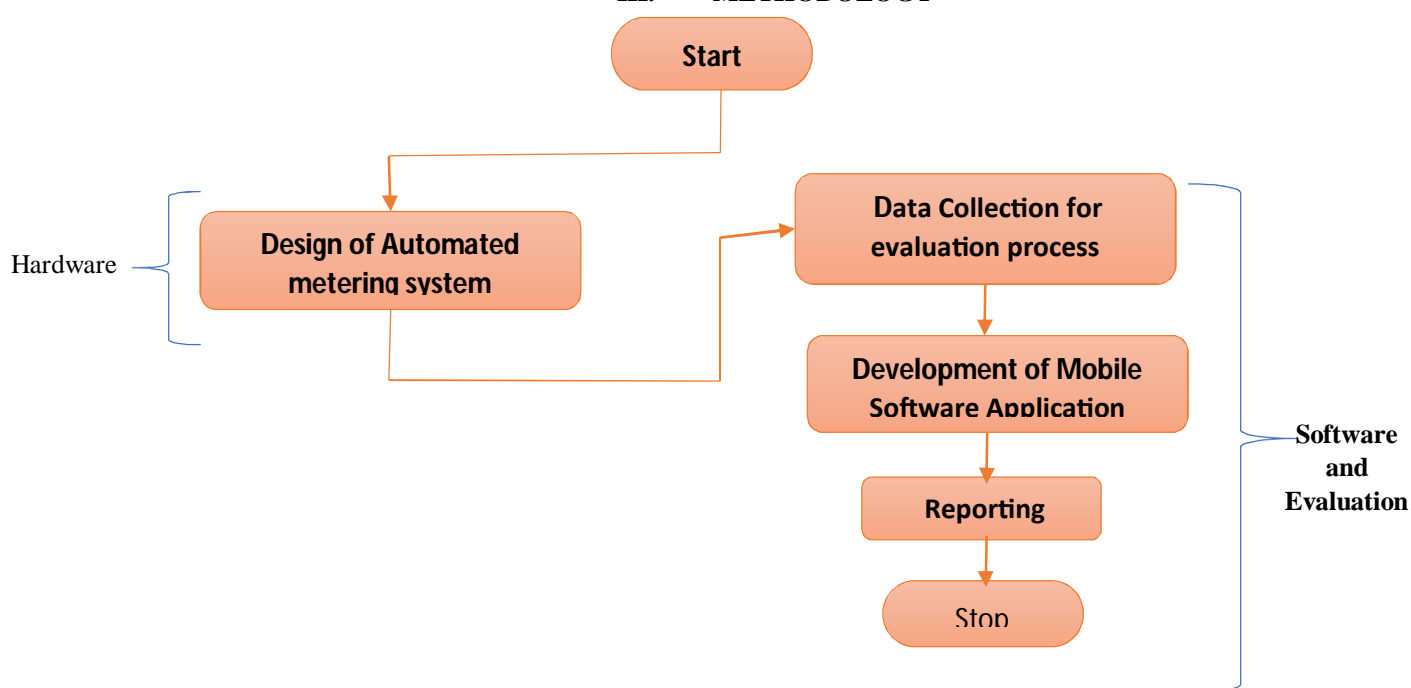 Start
Hardware
Design of Automated
metering system
Data Collection for
evaluation process
Development of Mobile
Software Application
Reporting
Stop
Software
and
Evaluation